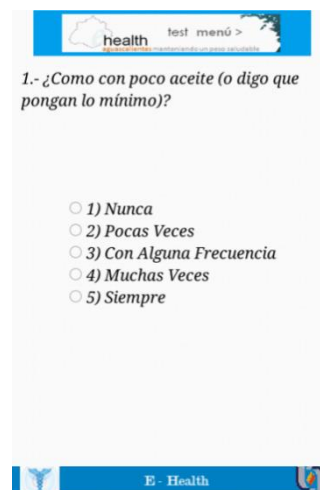 test menú >
health
aguascalientes manteniendo un peso saludable
1.- ¿Como con poco aceite (o digo que
pongan lo mínimo)?
1) Nunca
2) Pocas Veces
3) Con Alguna Frecuencia
4) Muchas Veces
5) Siempre
E - Health